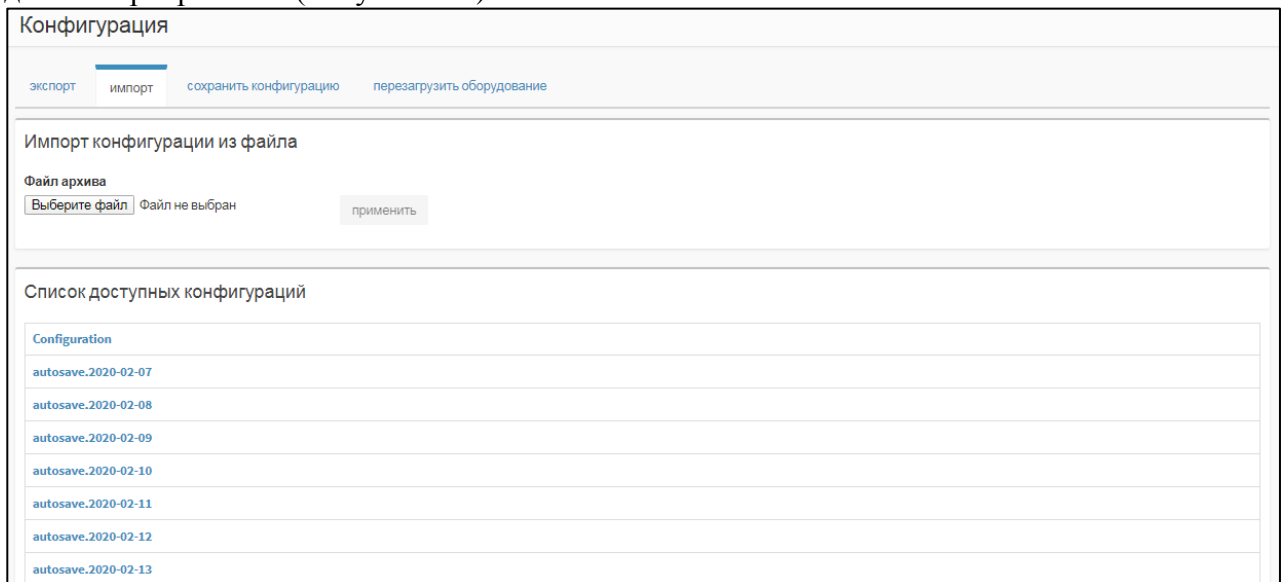 Конфигурация
экспорт импорт сохранить конфигурацию перезагрузить оборудование
Импорт конфигурации из файла
Файл архива
Выберите файл Файл не выбран применить
Список доступных конфигураций
Configuration
autosave.2020-02-07
autosave.2020-02-08
autosave.2020-02-09
autosave.2020-02-10
autosave.2020-02-11
autosave.2020-02-12
autosave.2020-02-13